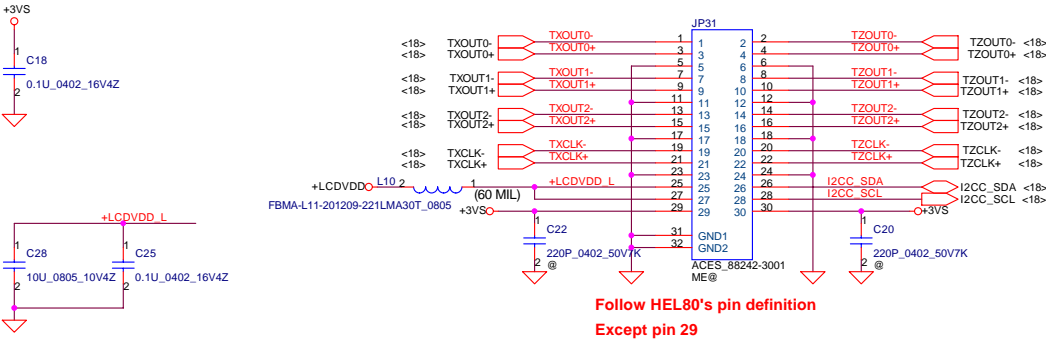 +3VS
1
C18
0.1U_0402_16V4Z
2
JP31
<18> TXOUT0- TXOUT0- 1 1 2 2 TZOUT0- TZOUT0- <18>
<18> TXOUT0+ TXOUT0+ 3 3 4 4 TZOUT0+ TZOUT0+ <18>
5 5 6 6
<18> TXOUT1- TXOUT1- 7 7 8 8 TZOUT1- TZOUT1- <18>
<18> TXOUT1+ TXOUT1+ 9 9 10 10 TZOUT1+ TZOUT1+ <18>
11 11 12 12
<18> TXOUT2- TXOUT2- 13 13 14 14 TZOUT2- TZOUT2- <18>
<18> TXOUT2+ TXOUT2+ 15 15 16 16 TZOUT2+ TZOUT2+ <18>
17 17 18 18
<18> TXCLK- TXCLK- 19 19 20 20 TZCLK- TZCLK- <18>
<18> TXCLK+ TXCLK+ 21 21 22 22 TZCLK+ TZCLK+ <18>
23 23 24 24
+LCDVDD L10 2 1 +LCDVDD_L 25 25 26 26 I2CC_SDA I2CC_SDA <18>
(60 MIL) 27 27 28 28 I2CC_SCL I2CC_SCL <18>
FBMA-L11-201209-221LMA30T_0805
+3VS 29 29 30 30 +3VS
31 GND1
32 GND2
1
C22
220P_0402_50V7K
2 @
1
C20
220P_0402_50V7K
2 @
ACES_88242-3001
ME@
+LCDVDD_L
1
C28
10U_0805_10V4Z
2
1
C25
0.1U_0402_16V4Z
2
Follow HEL80's pin definition
Except pin 29